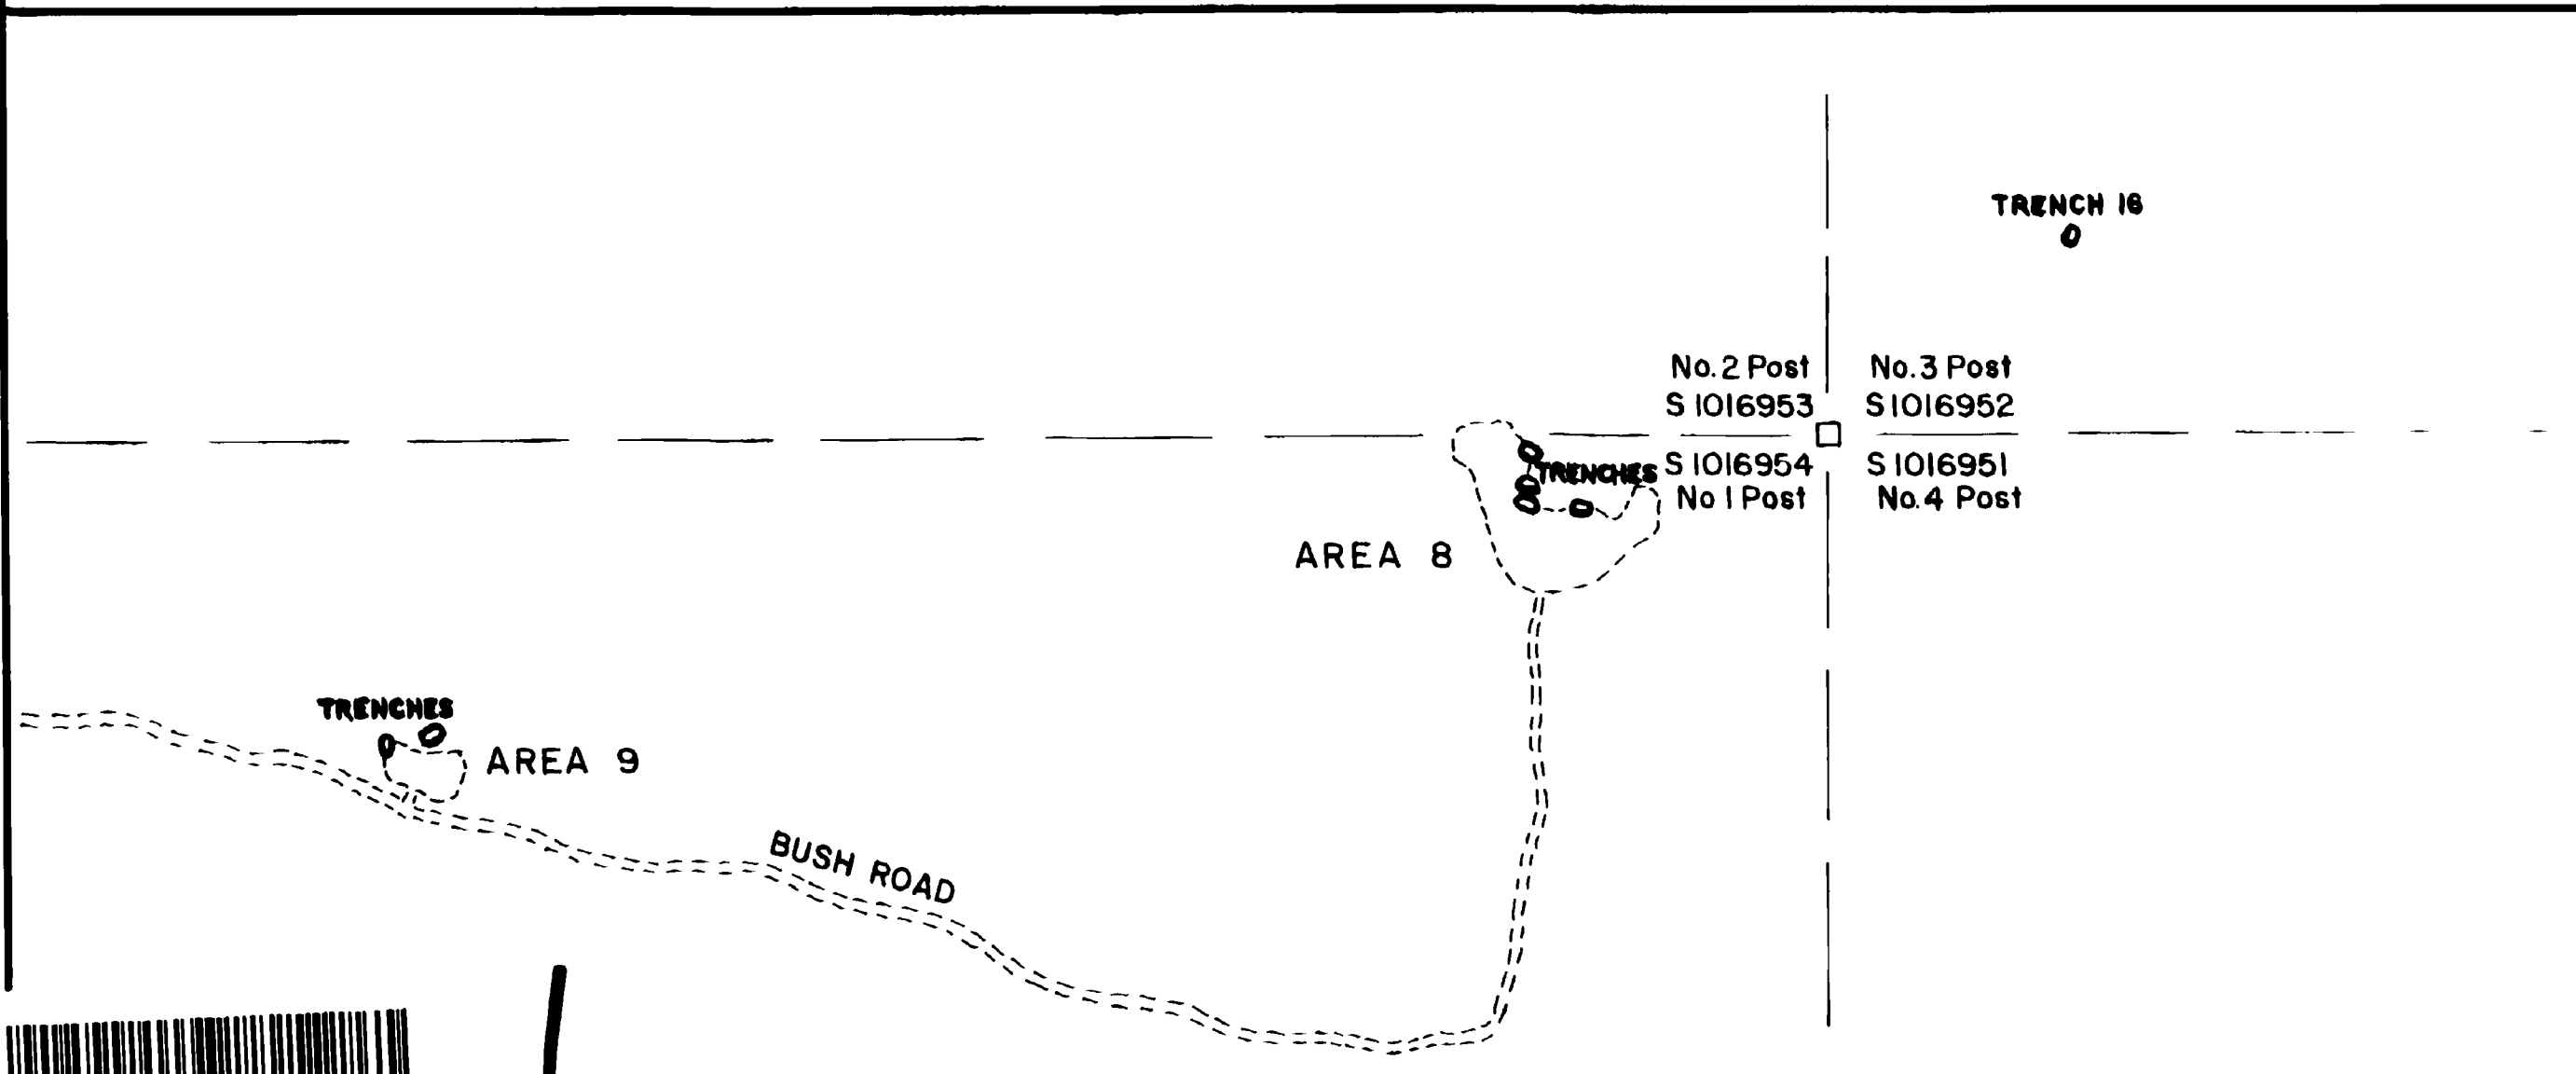 TRENCH 16
No. 2 Post
S 1016953
No. 3 Post
S 1016952
TRENCHES
S 1016954
No 1 Post
S 1016951
No. 4 Post
AREA 8
TRENCHES
AREA 9
BUSH ROAD